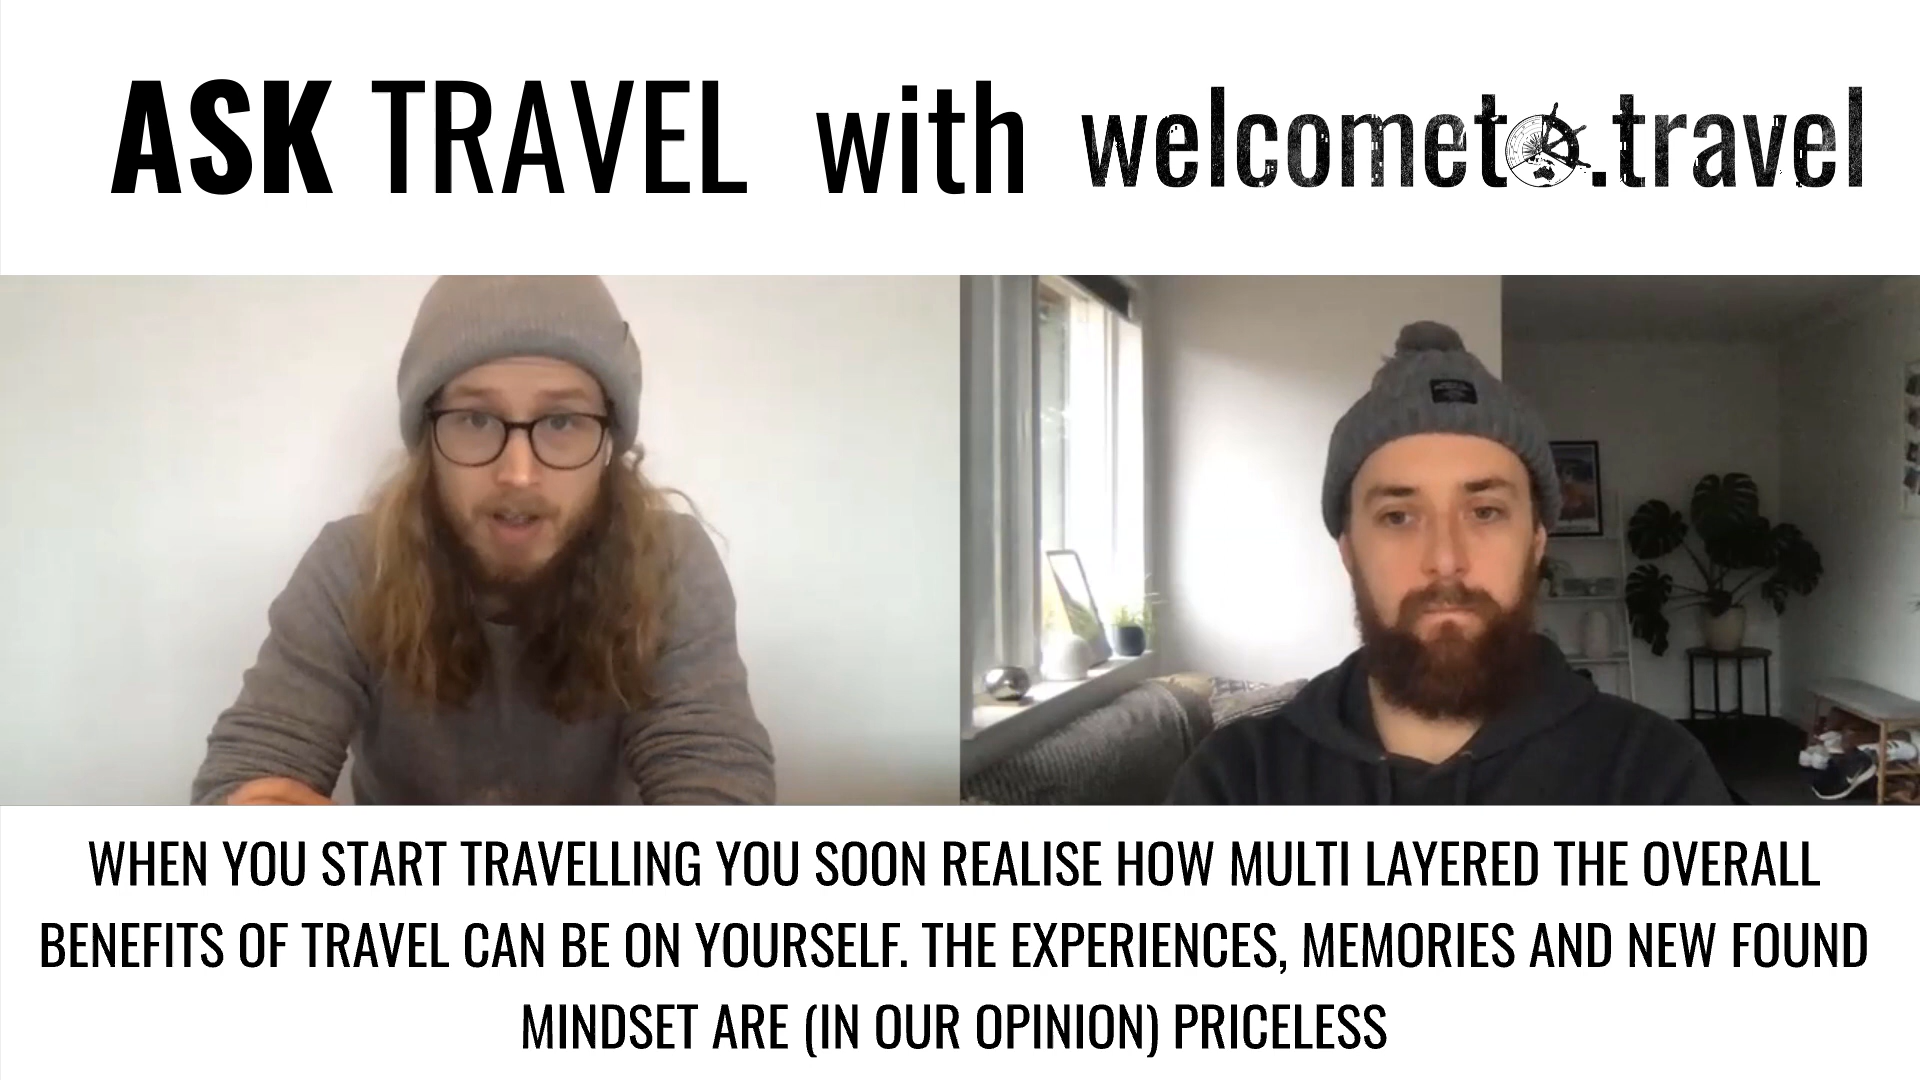 ASK TRAVEL with welcometo.travel
WHEN YOU START TRAVELLING YOU SOON REALISE HOW MULTI LAYERED THE OVERALL
BENEFITS OF TRAVEL CAN BE ON YOURSELF. THE EXPERIENCES, MEMORIES AND NEW FOUND
MINDSET ARE (IN OUR OPINION) PRICELESS